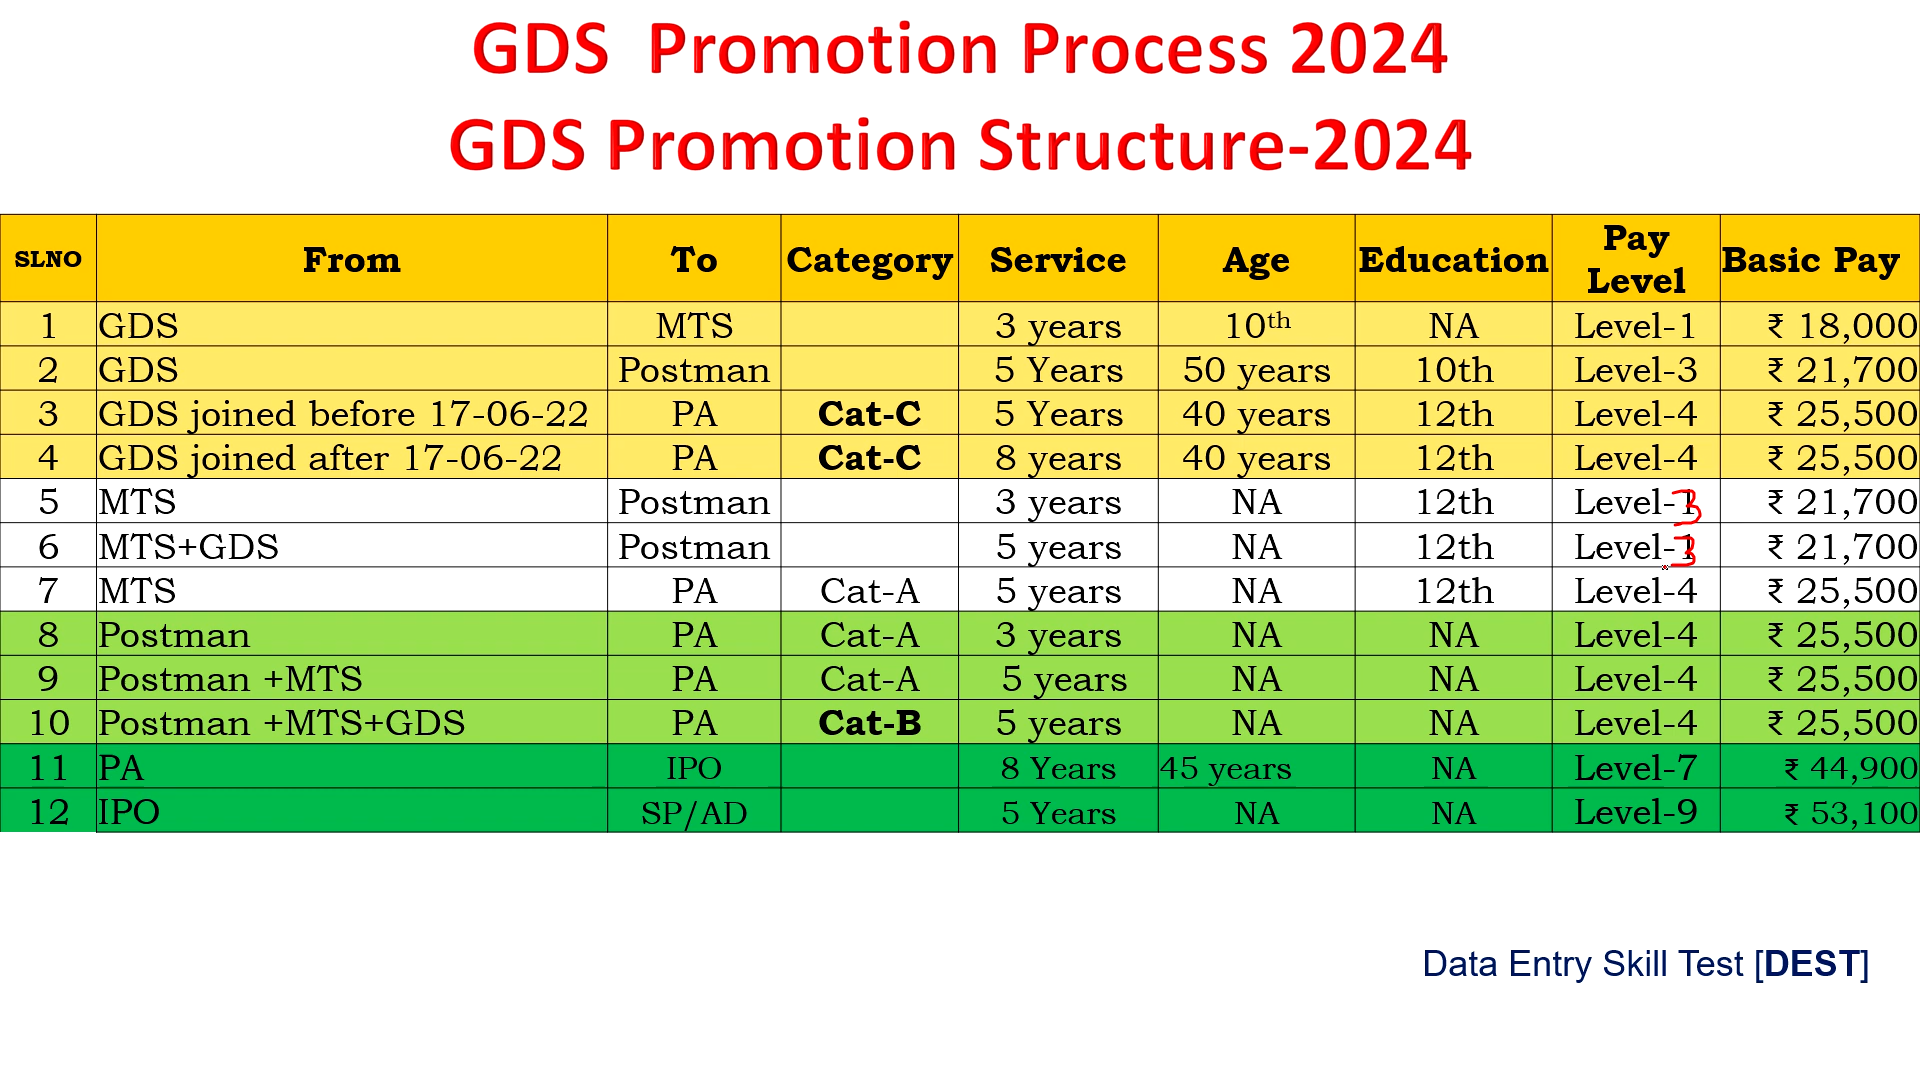 GDS Promotion Process 2024
GDS Promotion Structure-2024
SLNO From To Category Service Age Education Pay Level Basic Pay
1 GDS MTS 3 years 10th NA Level-1 ₹ 18,000
2 GDS Postman 5 Years 50 years 10th Level-3 ₹ 21,700
3 GDS joined before 17-06-22 PA Cat-C 5 Years 40 years 12th Level-4 ₹ 25,500
4 GDS joined after 17-06-22 PA Cat-C 8 years 40 years 12th Level-4 ₹ 25,500
5 MTS Postman 3 years NA 12th Level-1 3 ₹ 21,700
6 MTS+GDS Postman 5 years NA 12th Level-1 3 ₹ 21,700
7 MTS PA Cat-A 5 years NA 12th Level-4 ₹ 25,500
8 Postman PA Cat-A 3 years NA NA Level-4 ₹ 25,500
9 Postman +MTS PA Cat-A 5 years NA NA Level-4 ₹ 25,500
10 Postman +MTS+GDS PA Cat-B 5 years NA NA Level-4 ₹ 25,500
11 PA IPO 8 Years 45 years NA Level-7 ₹ 44,900
12 IPO SP/AD 5 Years NA NA Level-9 ₹ 53,100
Data Entry Skill Test [DEST]